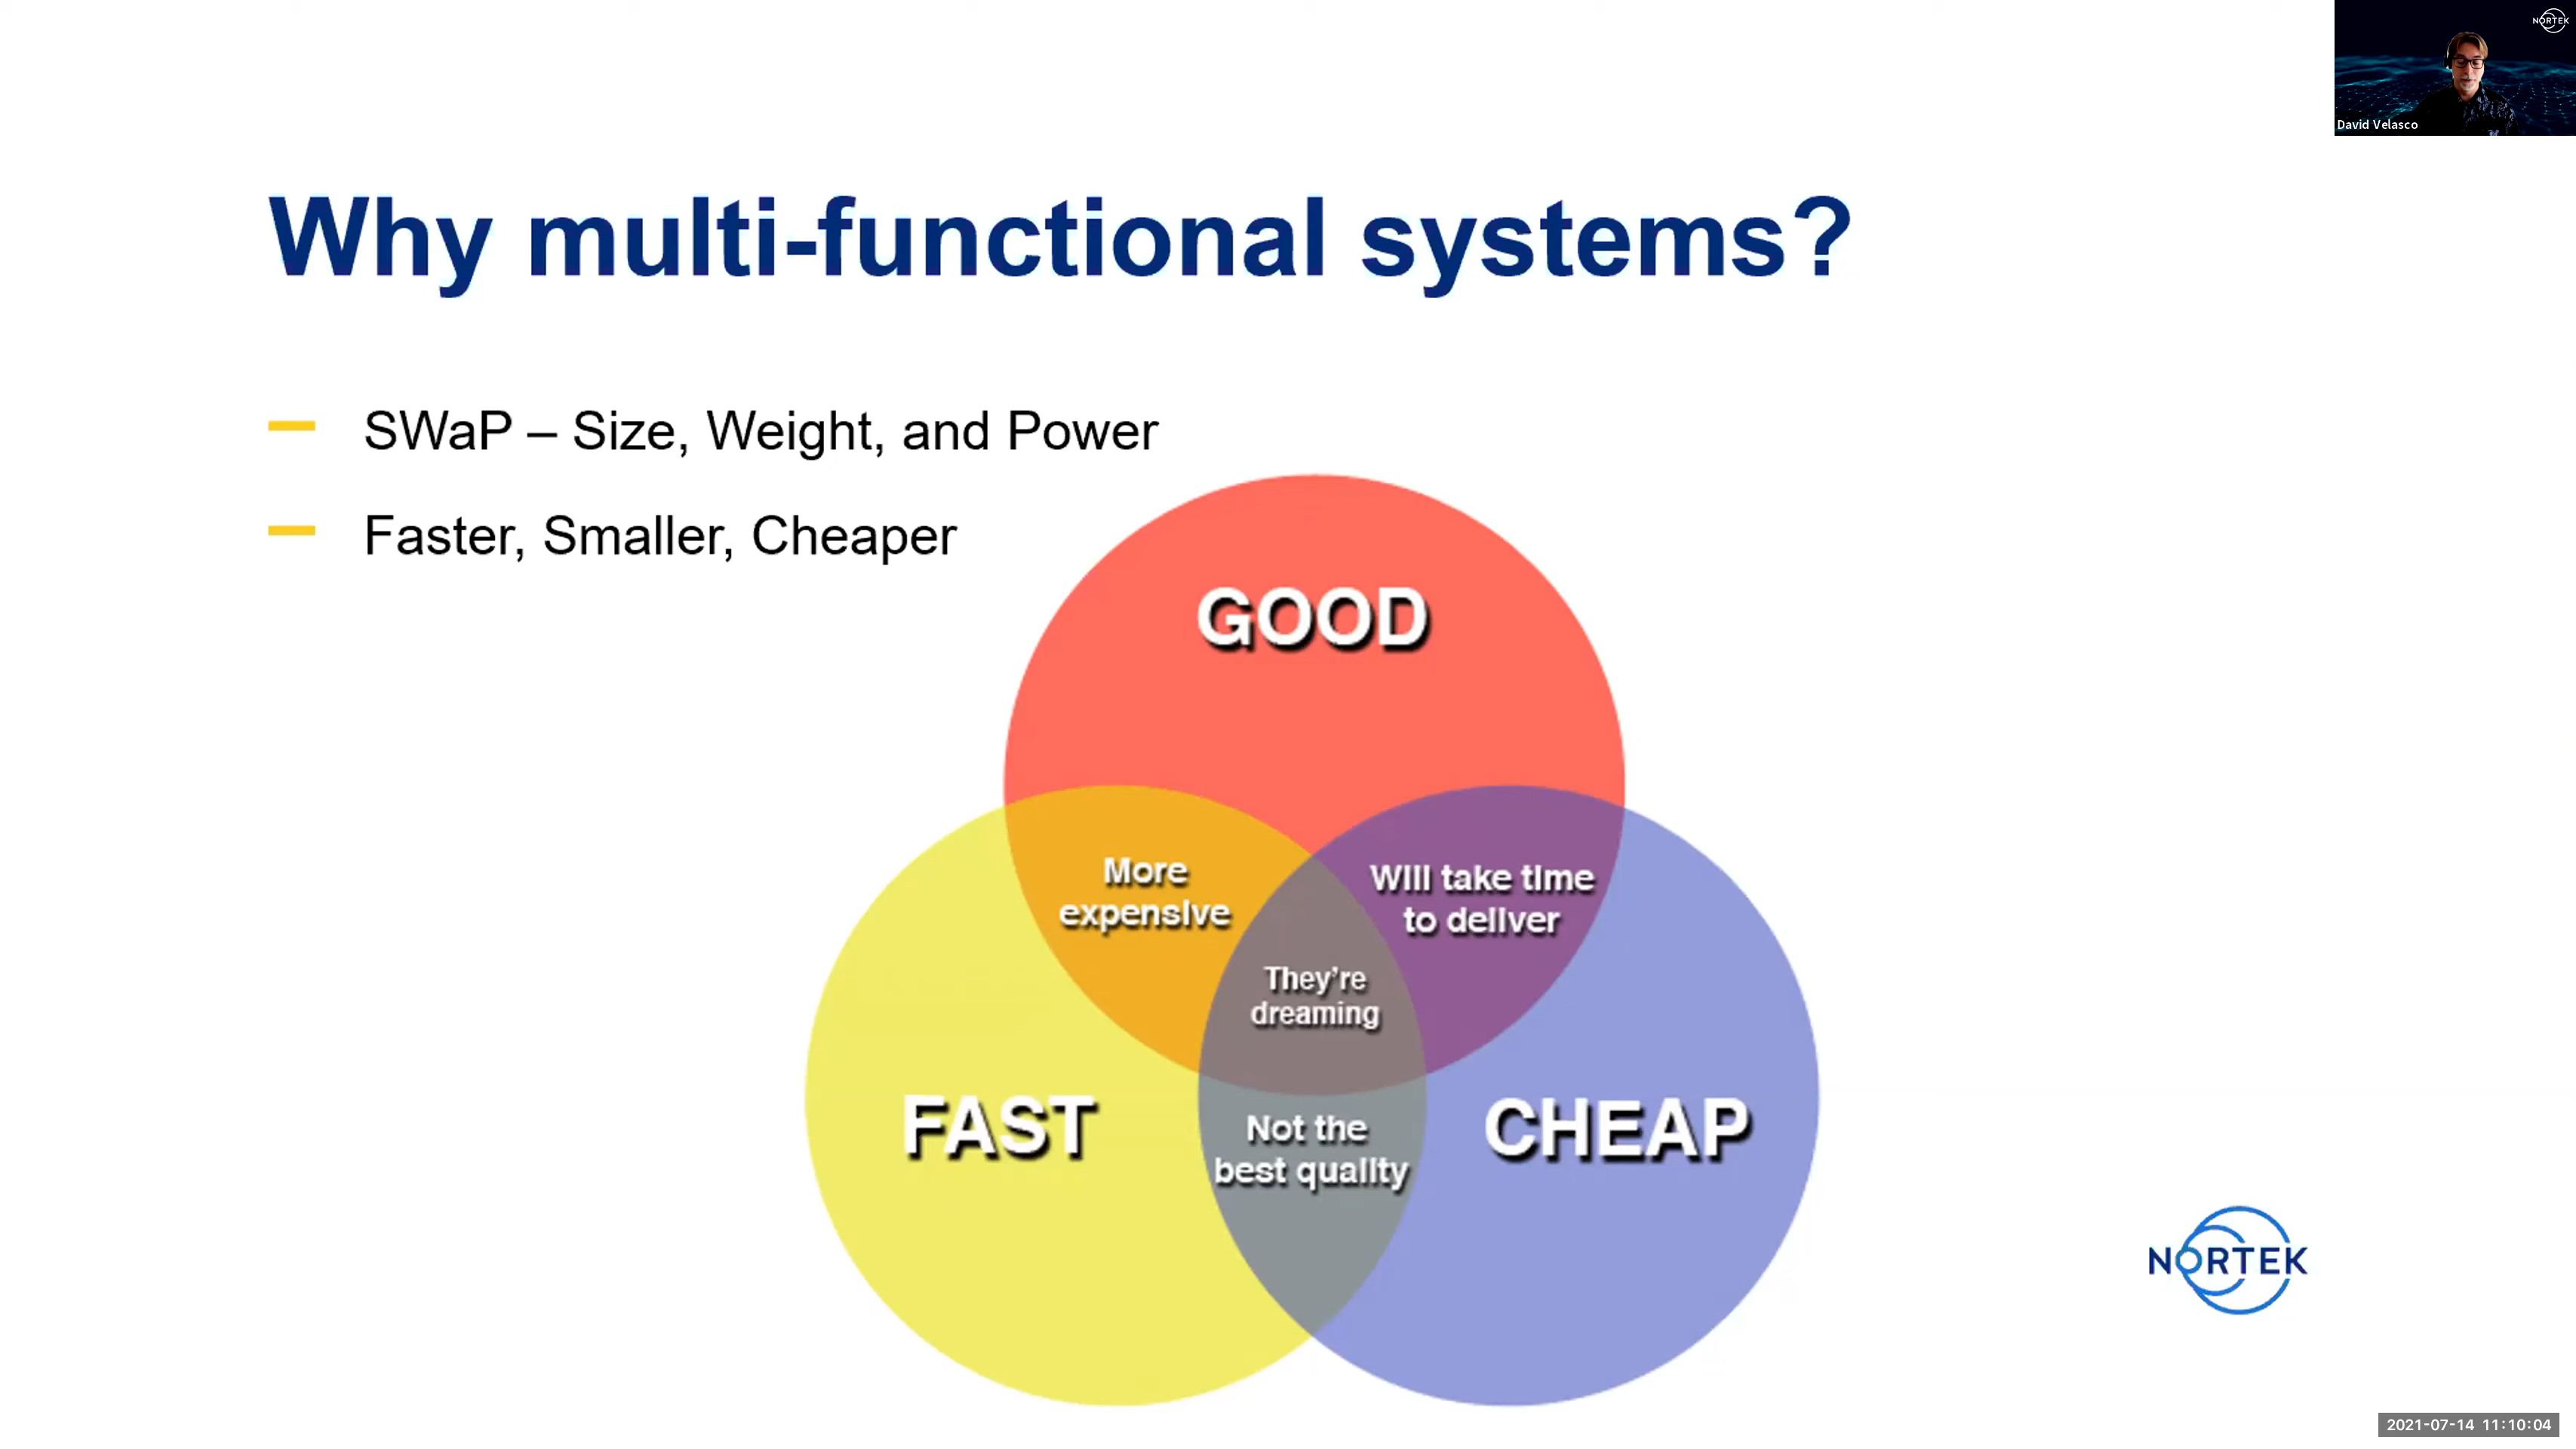 NORTEK
David Velasco
Why multi-functional systems?
SWaP – Size, Weight, and Power
Faster, Smaller, Cheaper
GOOD
More
expensive
Will take time
to deliver
They're
dreaming
FAST
CHEAP
Not the
best quality
NORTEK
2021-07-14 11:10:04